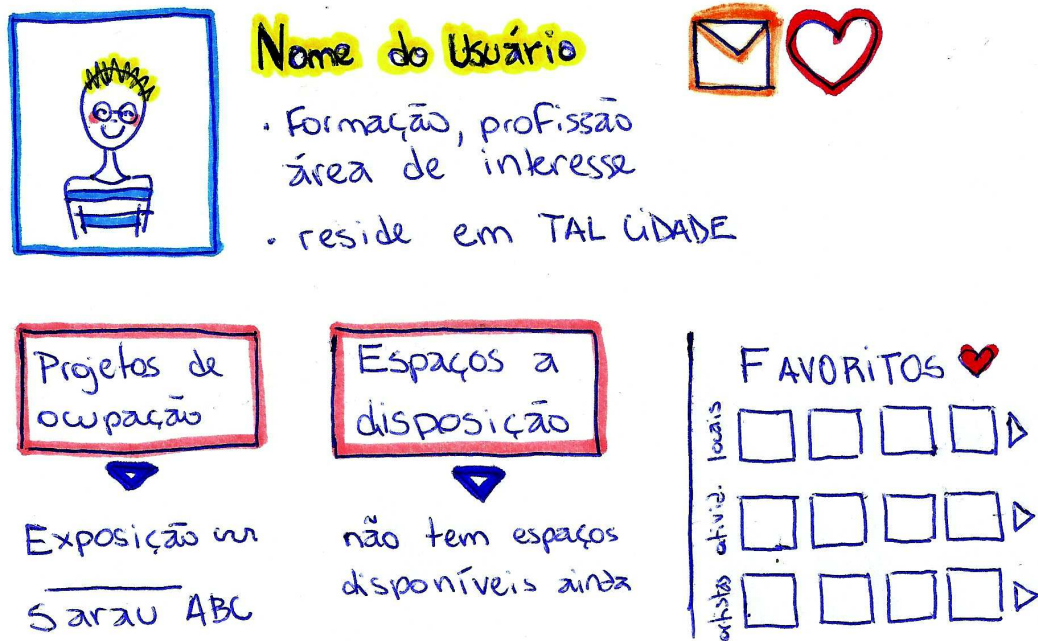 Nome do Usuário
. Formação, profissão
área de interesse
. reside em TAL CIDADE
Projetos de
ocupação
Exposição
Sarau ABC
Espaços a
disposição
não tem espaços
disponíveis ainda
FAVORITOS
locais
ativid.
artistas